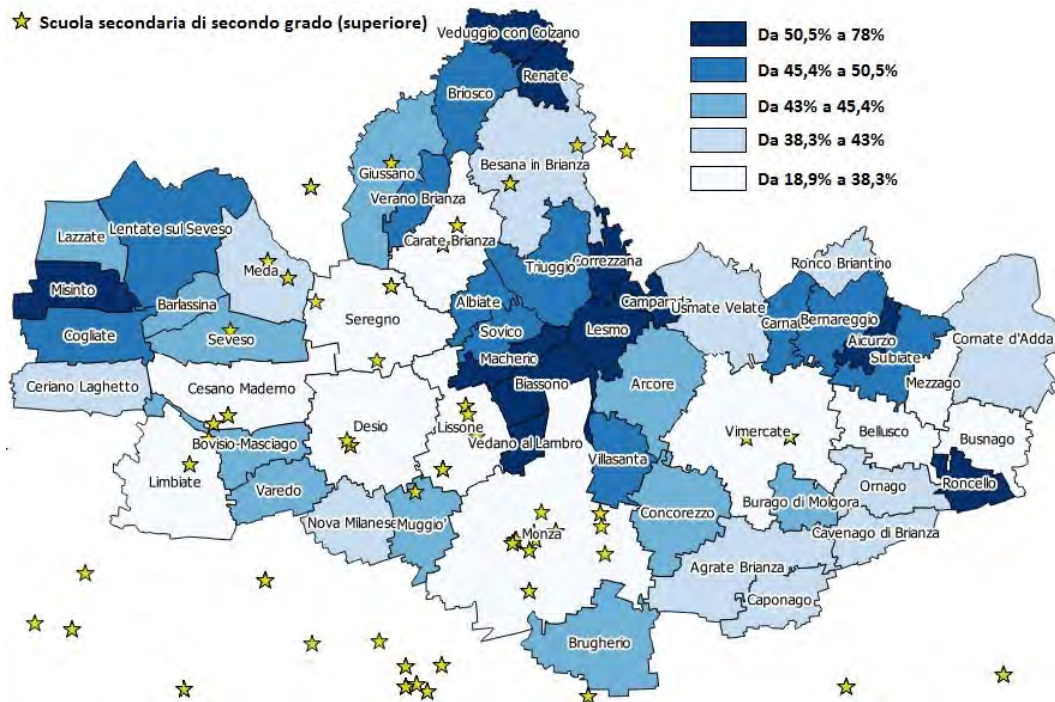 Scuola secondaria di secondo grado (superiore)
Da 50,5% a 78%
Da 45,4% a 50,5%
Da 43% a 45,4%
Da 38,3% a 43%
Da 18,9% a 38,3%
Veduggio con Colzano
Renate
Briosco
Besana in Brianza
Giussano
Verano Brianza
Carate Brianza
Lazzate
Lentate sul Seveso
Meda
Misinto
Barlassina
Cogliate
Seveso
Seregno
Albiate
Triuggio
Correzzana
Camparada
Usmate Velate
Ronco Briantino
Carnate
Bernareggio
Aicurzio
Sulbiate
Cornate d'Adda
Mezzago
Sovico
Lesmo
Macherio
Biassono
Arcore
Ceriano Laghetto
Cesano Maderno
Desio
Lissone
Vedano al Lambro
Villasanta
Vimercate
Bellusco
Busnago
Bovisio-Masciago
Limbiate
Varedo
Nova Milanese
Muggio'
Monza
Concorezzo
Burago di Molgora
Ornago
Roncello
Cavenago di Brianza
Agrate Brianza
Caponago
Brugherio